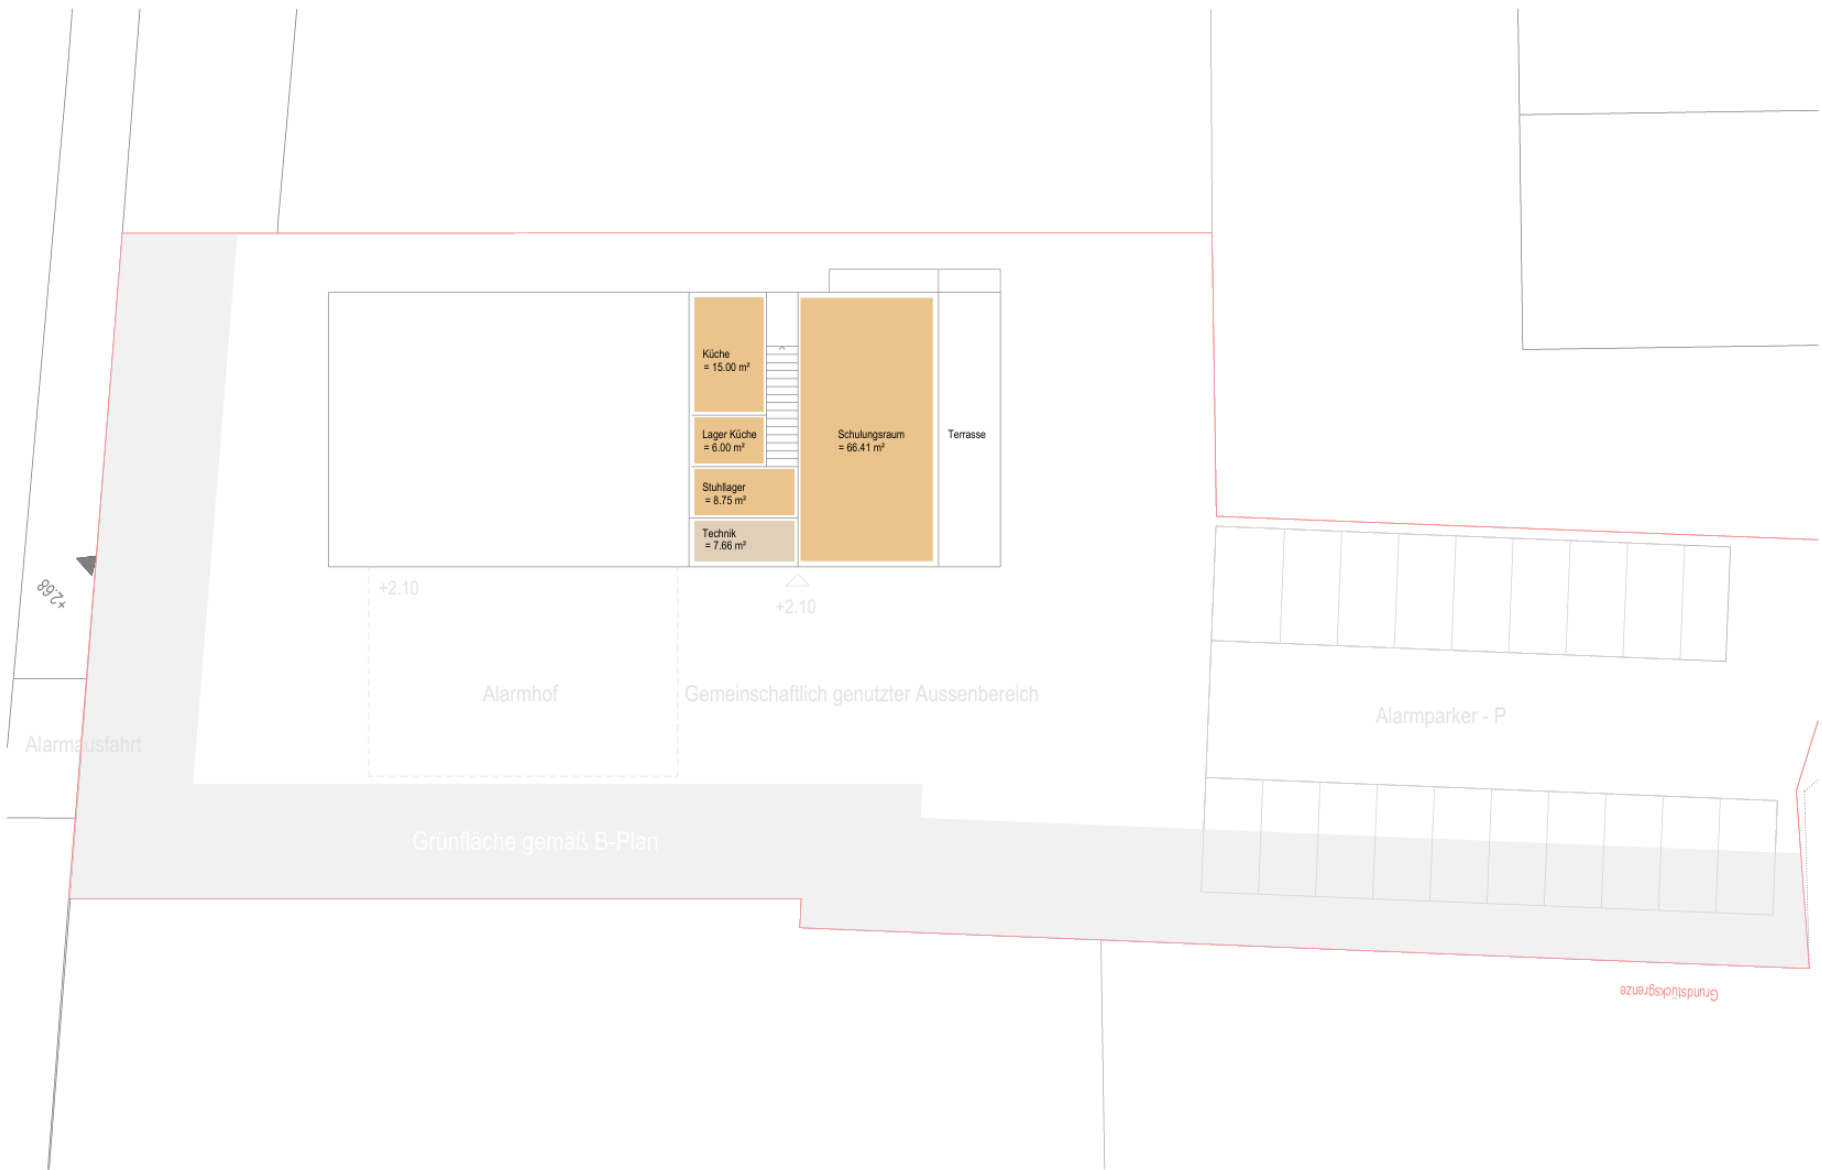 Küche
= 15.00 m²
Lager Küche
= 6.00 m²
Schulungsraum
= 66.41 m²
Terrasse
Stuhllager
= 8.75 m²
Technik
= 7.66 m²
+2.68
+2.10
+2.10
Alarmhof
Gemeinschaftlich genutzter Aussenbereich
Alarmparker - P
Alarmausfahrt
Grünfläche gemäß B-Plan
Grundstücksgrenze